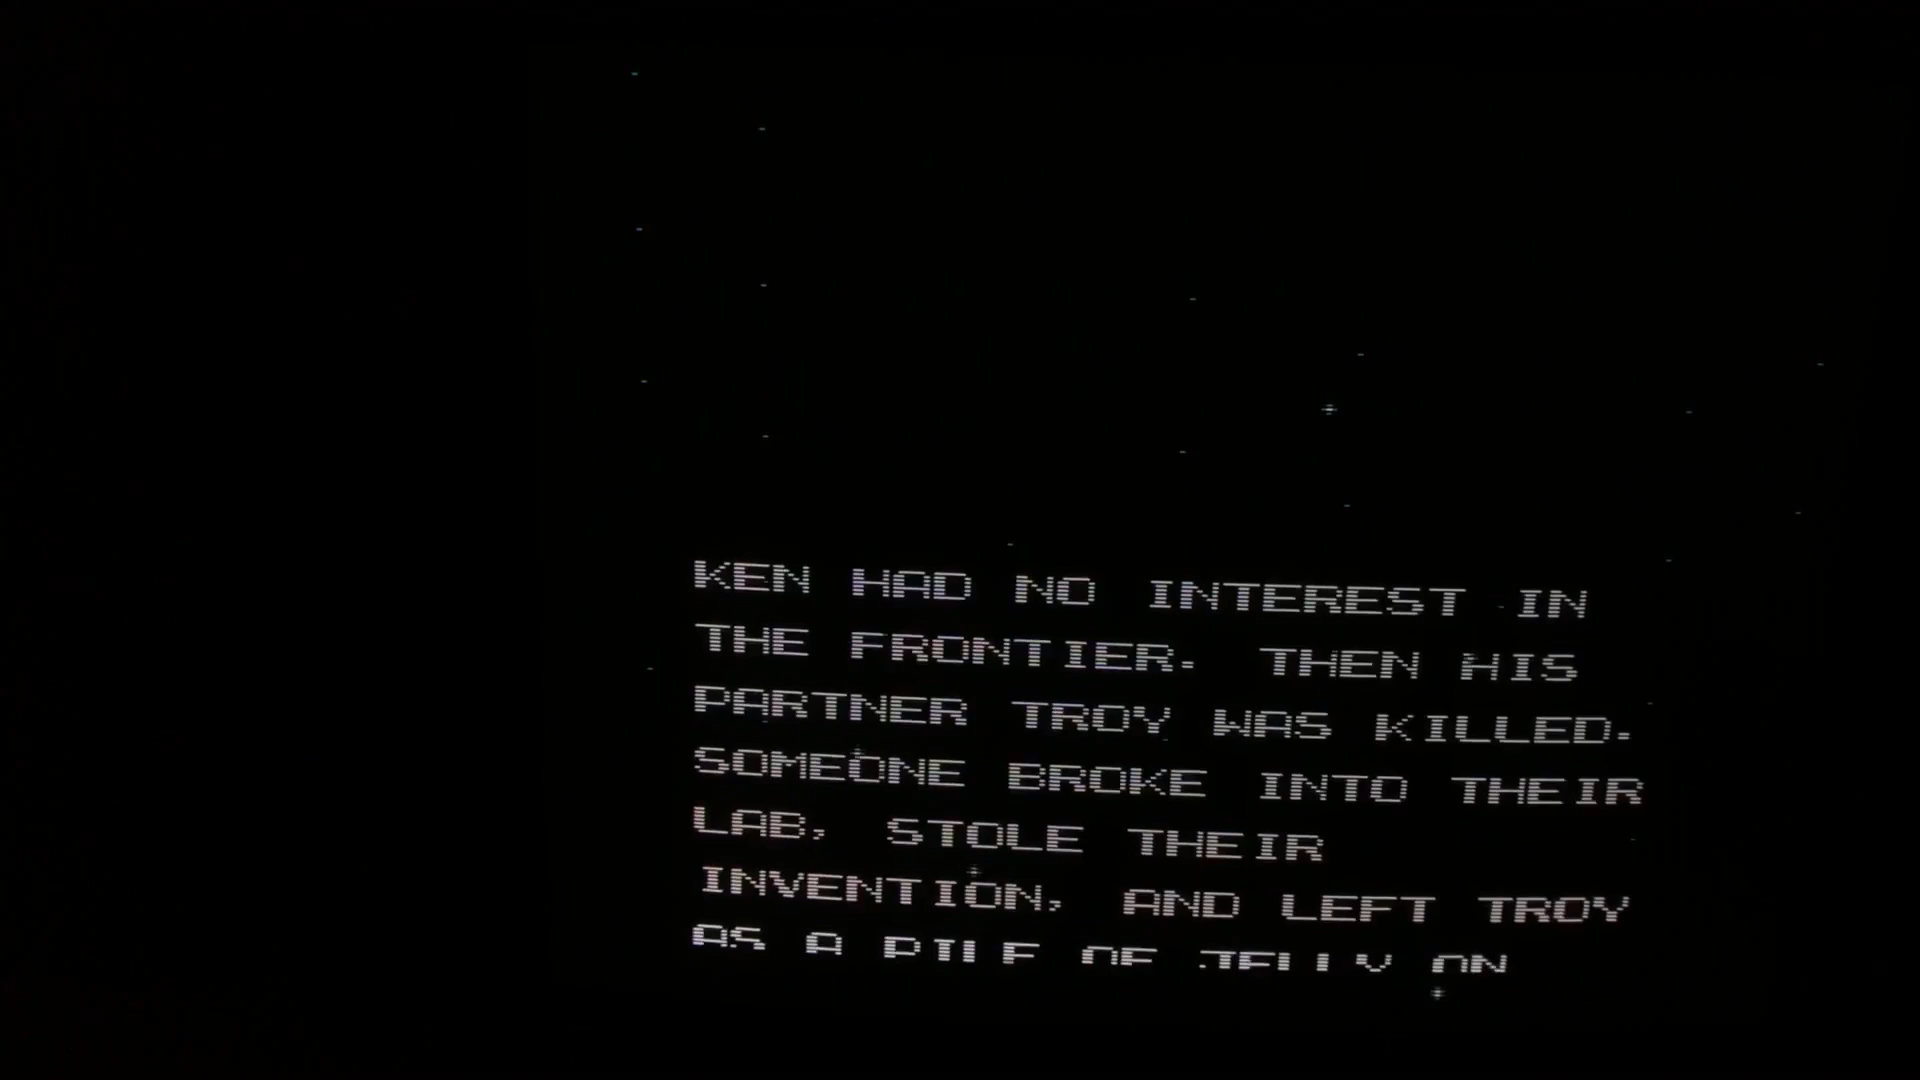 KEN HAD NO INTEREST IN
THE FRONTIER. THEN HIS
PARTNER TROY WAS KILLED.
SOMEONE BROKE INTO THEIR
LAB, STOLE THEIR
INVENTION, AND LEFT TROY
AS A PILE OF JELLY ON